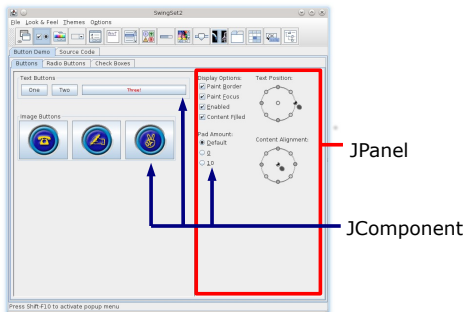 SwingSet2
File Look & Feel Themes Options
Button Demo Source Code
Buttons Radio Buttons Check Boxes
Text Buttons
One Two Three!
Image Buttons
Display Options:
Paint Border
Paint Focus
Enabled
Content Filled
Pad Amount:
Default
0
10
Text Position:
Content Alignment:
JPanel
JComponent
Press Shift-F10 to activate popup menu